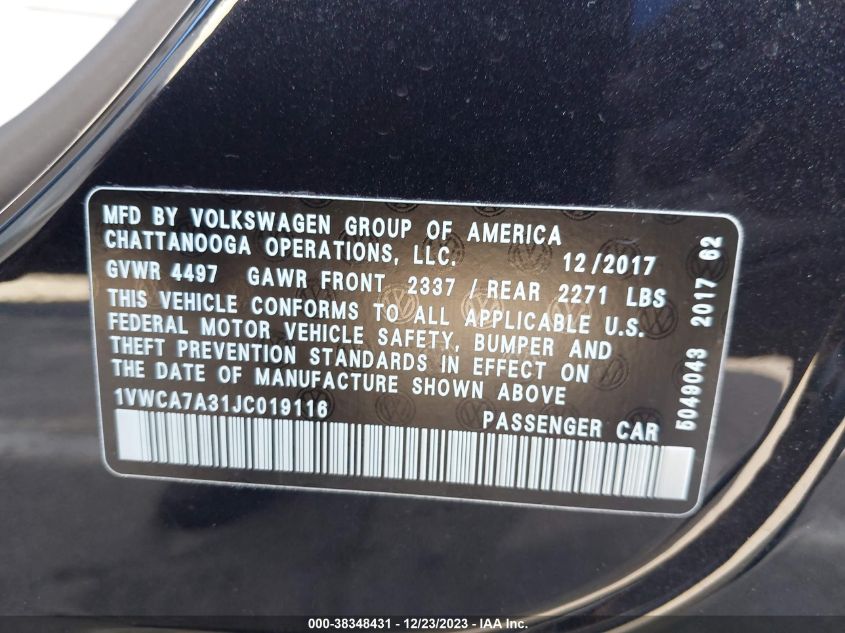 MFD BY VOLKSWAGEN GROUP OF AMERICA
CHATTANOOGA OPERATIONS, LLC. 12/2017
GVWR 4497 GAWR FRONT 2337 / REAR 2271 LBS
THIS VEHICLE CONFORMS TO ALL APPLICABLE U.S.
FEDERAL MOTOR VEHICLE SAFETY, BUMPER AND
THEFT PREVENTION STANDARDS IN EFFECT ON
THE DATE OF MANUFACTURE SHOWN ABOVE
1VWCA7A31JC019116 PASSENGER CAR
5049043 2017 62
000-38348431 - 12/23/2023 - IAA Inc.